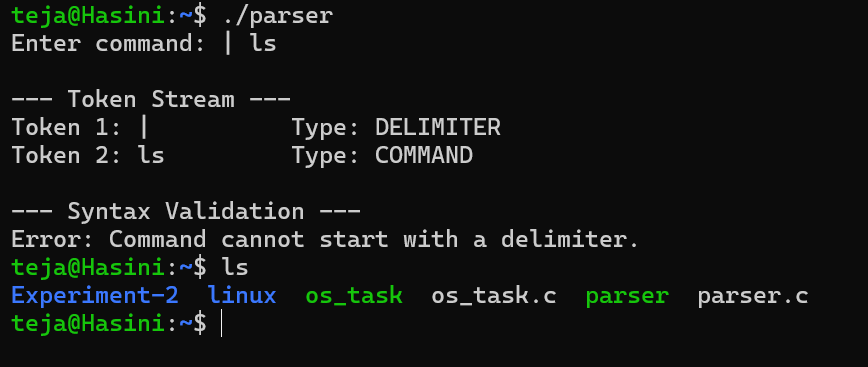 teja@Hasini:~$ ./parser
Enter command: | ls
--- Token Stream ---
Token 1: |          Type: DELIMITER
Token 2: ls         Type: COMMAND
--- Syntax Validation ---
Error: Command cannot start with a delimiter.
teja@Hasini:~$ ls
Experiment-2  linux  os_task  os_task.c  parser  parser.c
teja@Hasini:~$